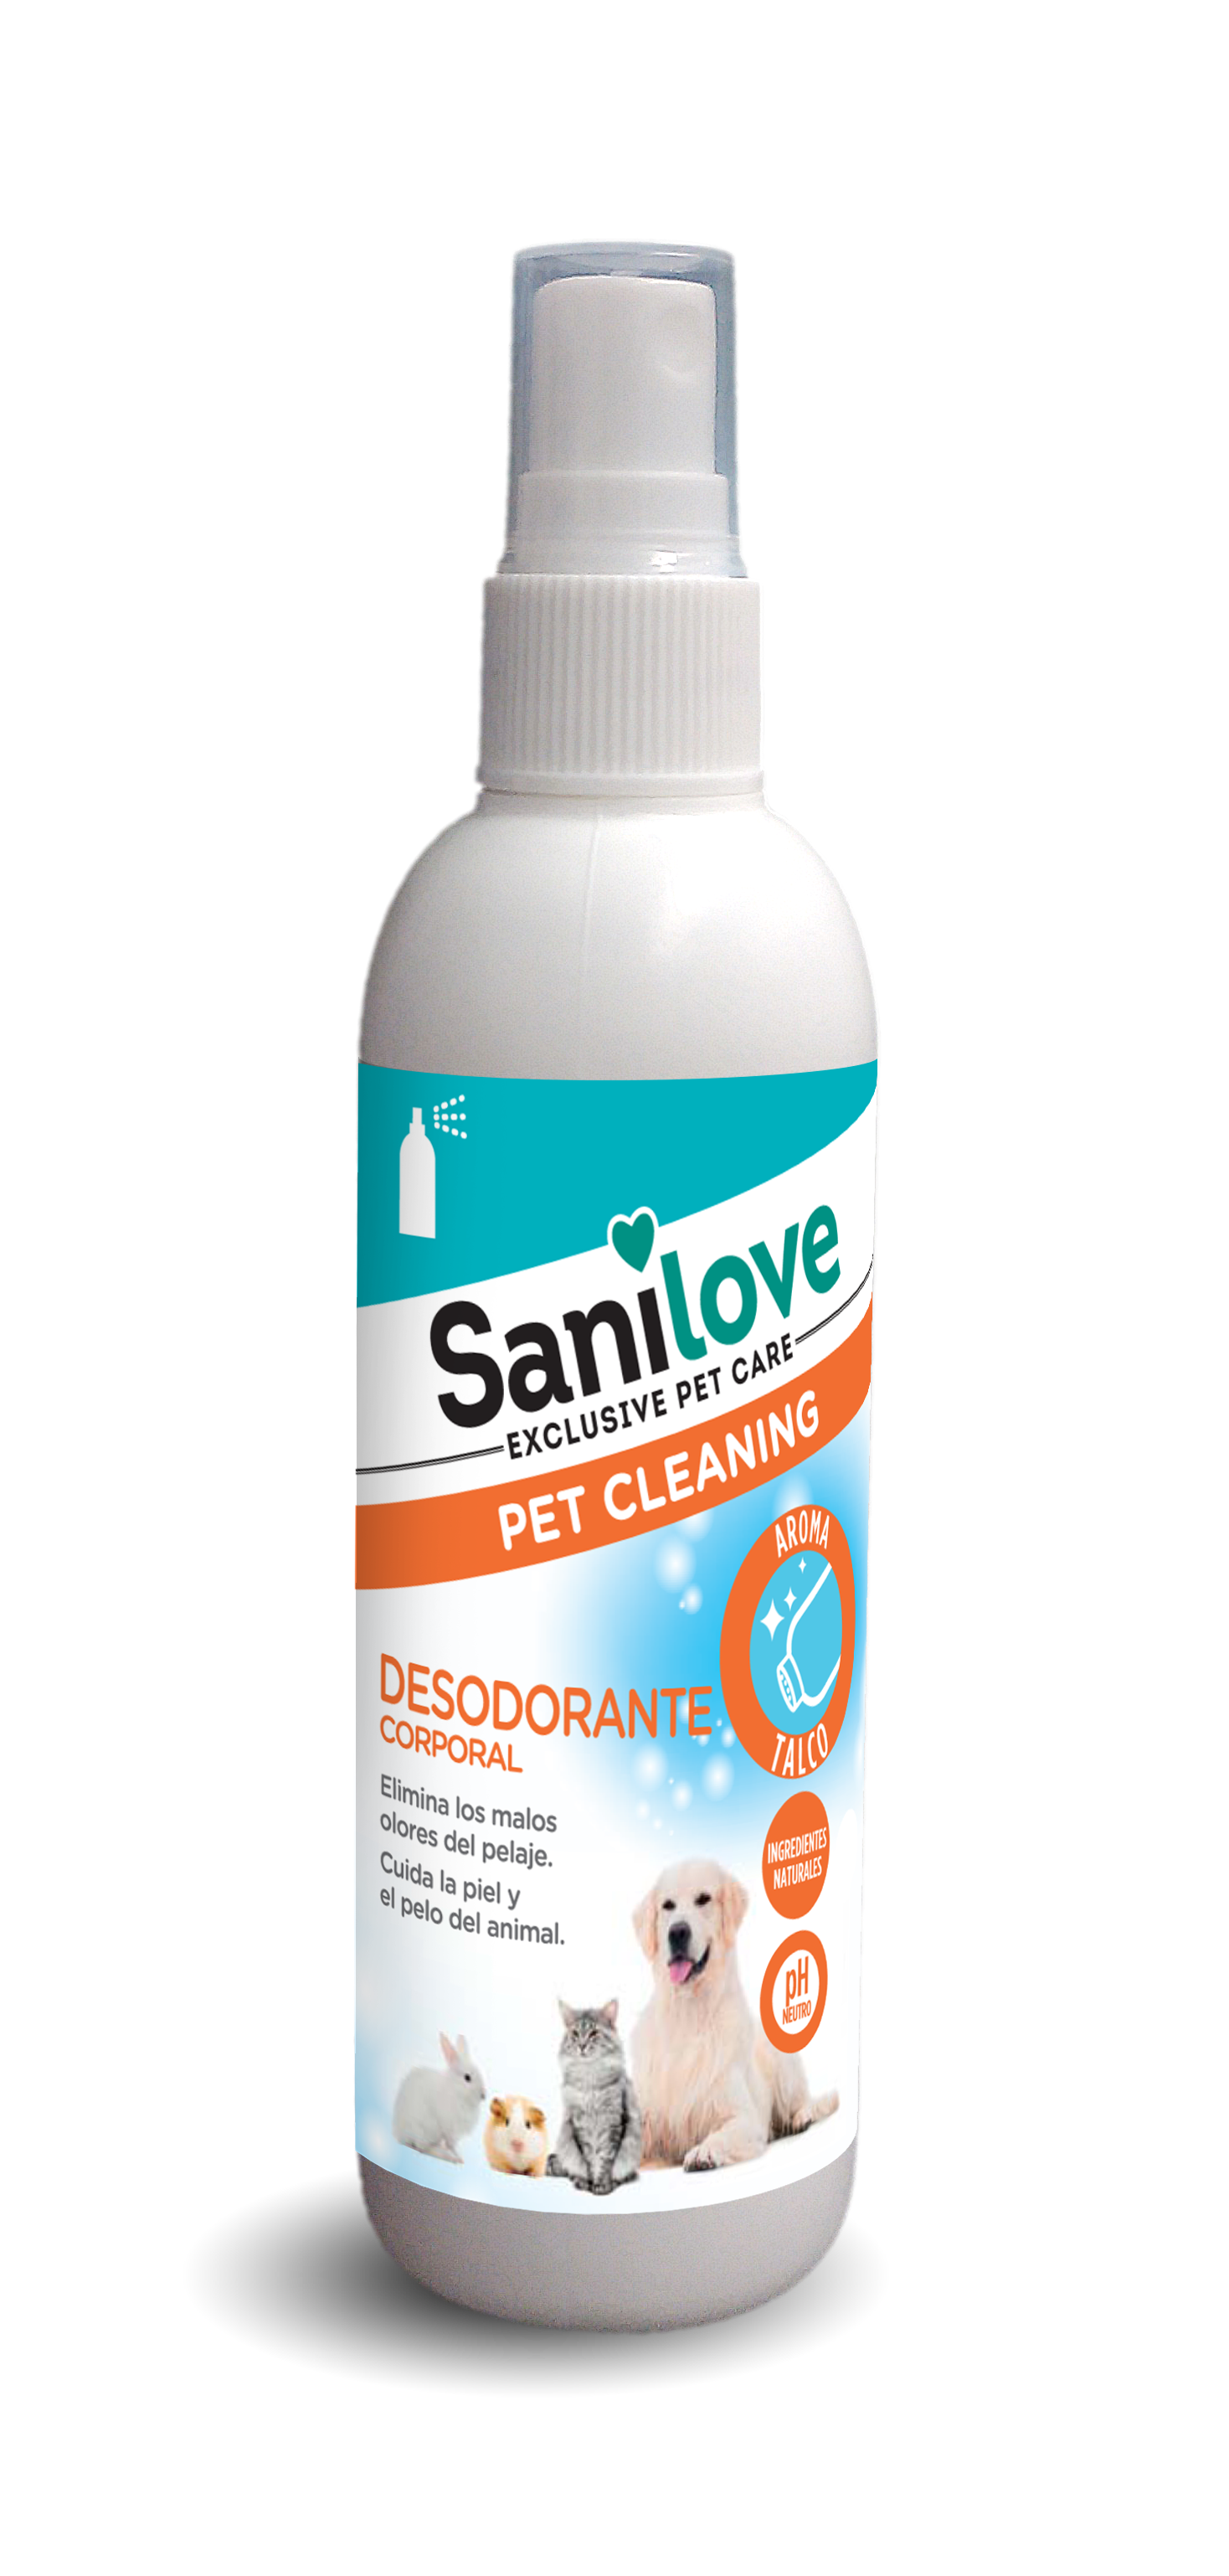 Sanilove
EXCLUSIVE PET CARE
PET CLEANING
AROMA
TALCO
DESODORANTE
CORPORAL
Elimina los malos
olores del pelaje.
Cuida la piel y
el pelo del animal.
INGREDIENTES
NATURALES
pH
NEUTRO